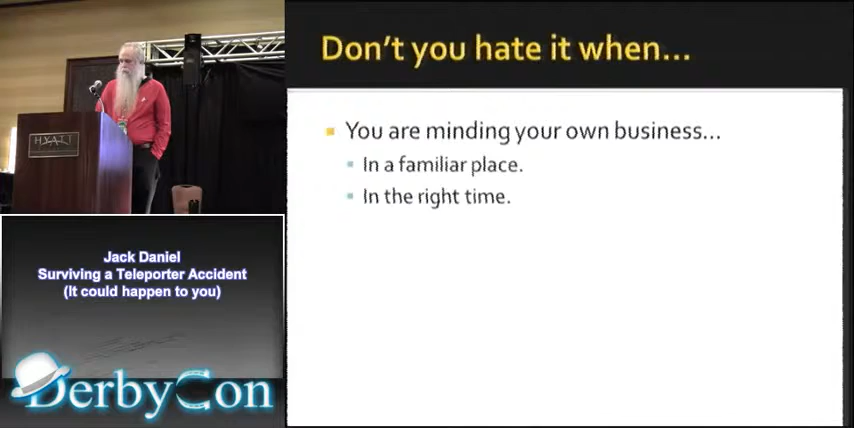 Don't you hate it when...
You are minding your own business...
In a familiar place.
In the right time.
HYATT
Jack Daniel
Surviving a Teleporter Accident
(It could happen to you)
DerbyCon